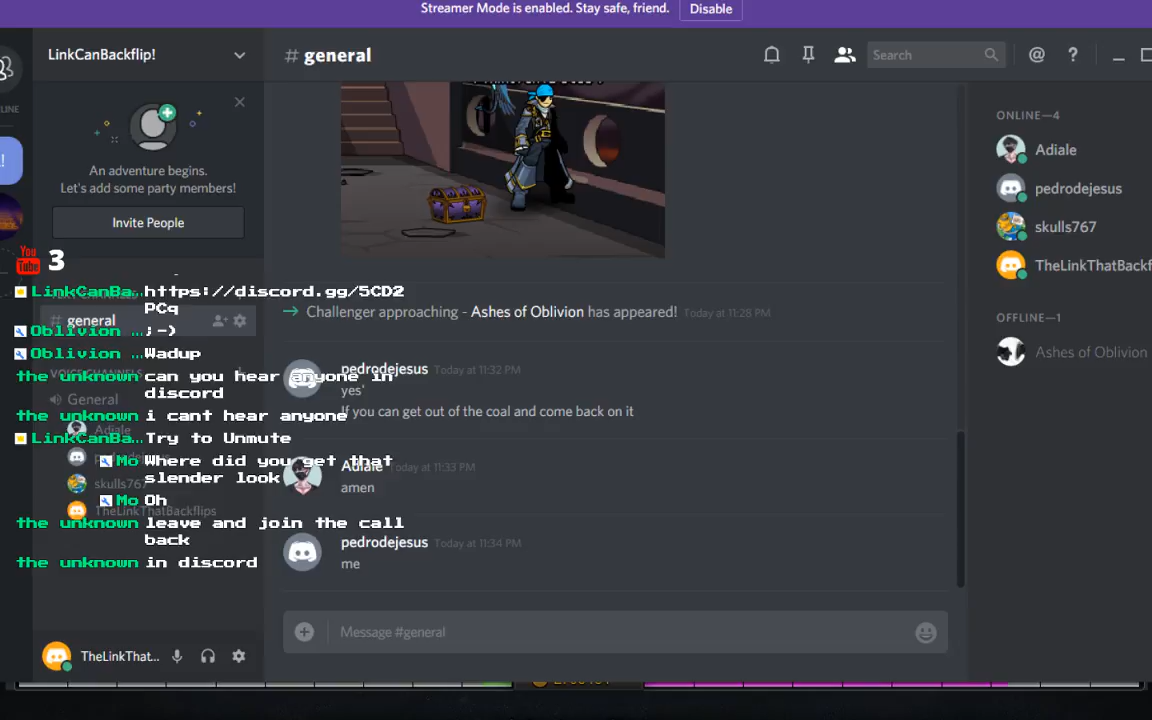 Streamer Mode is enabled. Stay safe, friend. Disable
LinkCanBackflip!
# general
Search
An adventure begins.
Let's add some party members!
Invite People
Challenger approaching - Ashes of Oblivion has appeared! Today at 11:28 PM
pedrodejesus Today at 11:32 PM
yes'
If you can get out of the coal and come back on it
Adiale Today at 11:33 PM
amen
pedrodejesus Today at 11:34 PM
me
Message #general
YouTube 3
LinkCanBa... https://discord.gg/5CD2
PCq
# general
Oblivion ... ;-)
Oblivion ... Wadup
the unknown can you hear anyone in
discord
General
the unknown i cant hear anyone
Adiale
LinkCanBa... Try to Unmute
Mo Where did you get that
slender look
skulls767
Mo Oh
TheLinkThatBackflips
the unknown leave and join the call
back
the unknown in discord
TheLinkThat...
ONLINE—4
Adiale
pedrodejesus
skulls767
TheLinkThatBackf
OFFLINE—1
Ashes of Oblivion